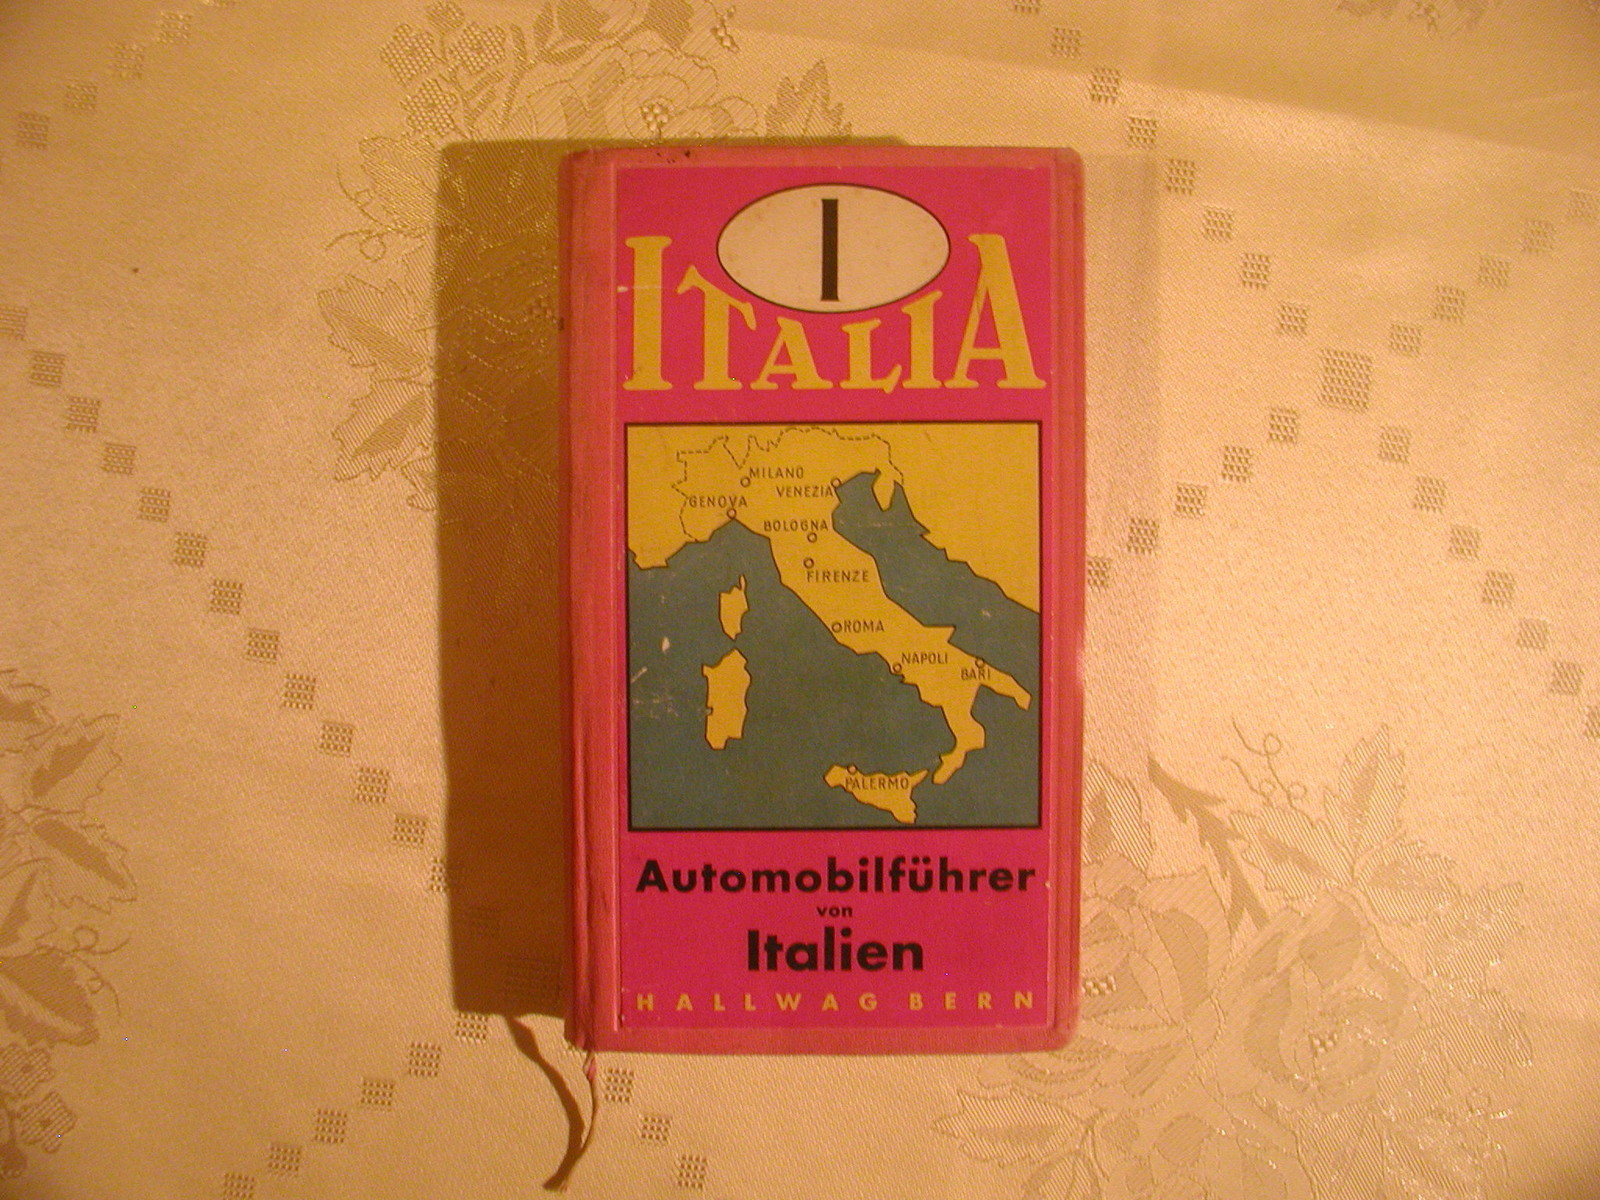 I
ITALIA
MILANO
VENEZIA
GENOVA
BOLOGNA
FIRENZE
ROMA
NAPOLI
BARI
PALERMO
Automobilführer
von
Italien
HALLWAG BERN